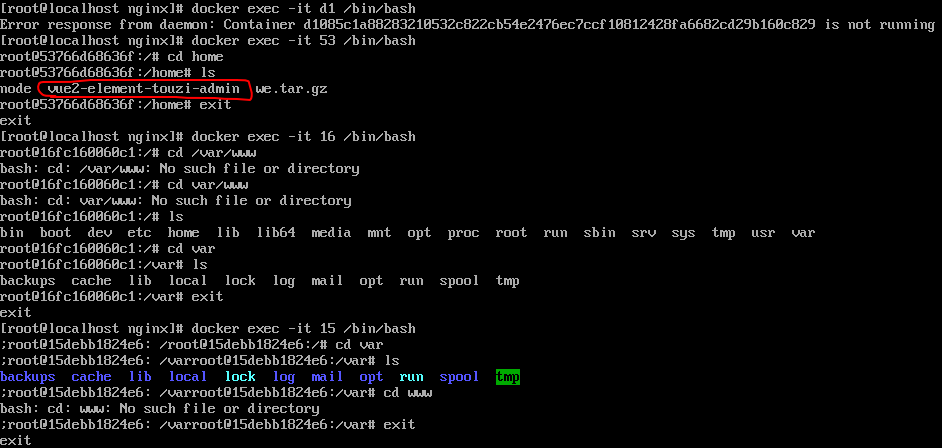 [root@localhost nginx]# docker exec -it d1 /bin/bash
Error response from daemon: Container d1085c1a88283210532c822cb54e2476ec7ccf10812428fa6682cd29b160c829 is not running
[root@localhost nginx]# docker exec -it 53 /bin/bash
root@53766d68636f:/# cd home
root@53766d68636f:/home# ls
node  vue2-element-touzi-admin  we.tar.gz
root@53766d68636f:/home# exit
exit
[root@localhost nginx]# docker exec -it 16 /bin/bash
root@16fc160060c1:/# cd /var/www
bash: cd: /var/www: No such file or directory
root@16fc160060c1:/# cd var/www
bash: cd: var/www: No such file or directory
root@16fc160060c1:/# ls
bin  boot  dev  etc  home  lib  lib64  media  mnt  opt  proc  root  run  sbin  srv  sys  tmp  usr  var
root@16fc160060c1:/# cd var
root@16fc160060c1:/var# ls
backups  cache  lib  local  lock  log  mail  opt  run  spool  tmp
root@16fc160060c1:/var# exit
exit
[root@localhost nginx]# docker exec -it 15 /bin/bash
;root@15debb1824e6: /root@15debb1824e6:/# cd var
;root@15debb1824e6: /varroot@15debb1824e6:/var# ls
backups  cache  lib  local  lock  log  mail  opt  run  spool  tmp
;root@15debb1824e6: /varroot@15debb1824e6:/var# cd www
bash: cd: www: No such file or directory
;root@15debb1824e6: /varroot@15debb1824e6:/var# exit
exit